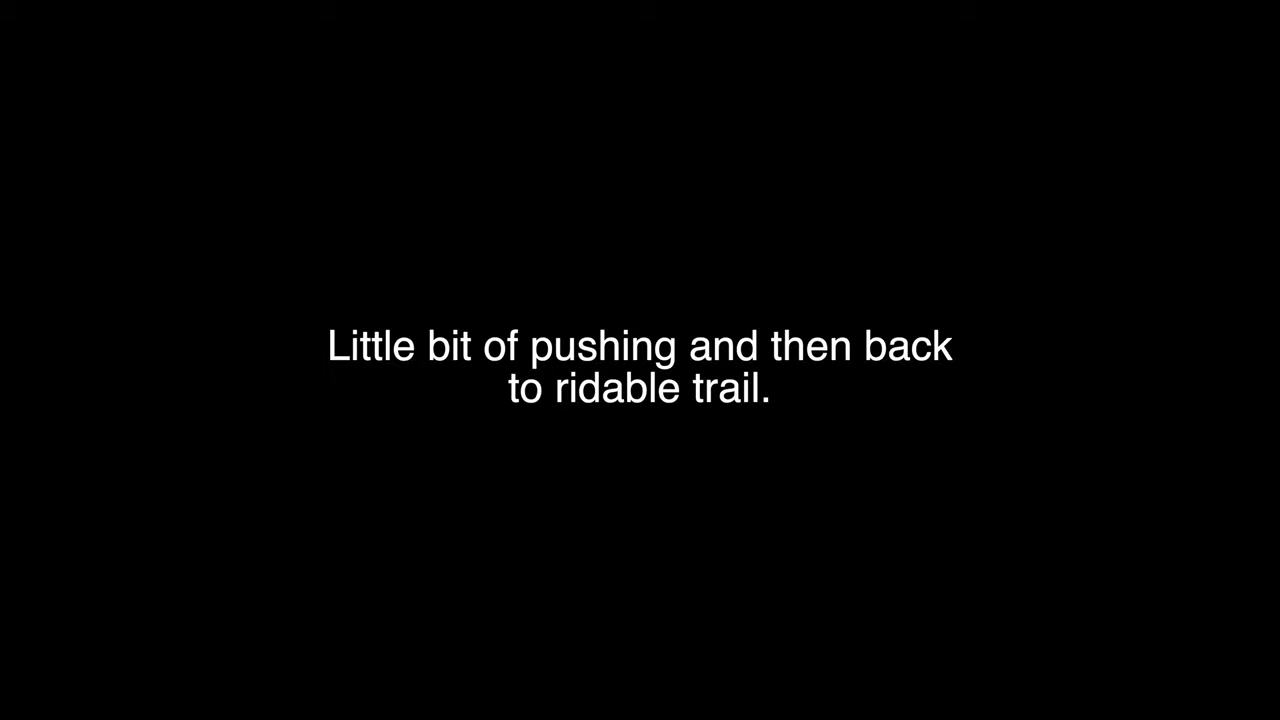 Little bit of pushing and then back
to ridable trail.